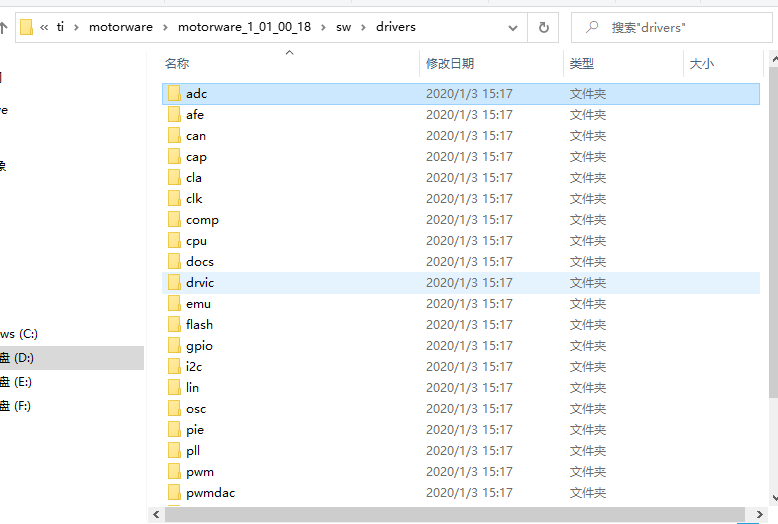 « ti › motorware › motorware_1_01_00_18 › sw › drivers
搜索"drivers"
名称 修改日期 类型 大小
adc 2020/1/3 15:17 文件夹
afe 2020/1/3 15:17 文件夹
can 2020/1/3 15:17 文件夹
cap 2020/1/3 15:17 文件夹
cla 2020/1/3 15:17 文件夹
clk 2020/1/3 15:17 文件夹
comp 2020/1/3 15:17 文件夹
cpu 2020/1/3 15:17 文件夹
docs 2020/1/3 15:17 文件夹
drvic 2020/1/3 15:17 文件夹
emu 2020/1/3 15:17 文件夹
flash 2020/1/3 15:17 文件夹
gpio 2020/1/3 15:17 文件夹
i2c 2020/1/3 15:17 文件夹
lin 2020/1/3 15:17 文件夹
osc 2020/1/3 15:17 文件夹
pie 2020/1/3 15:17 文件夹
pll 2020/1/3 15:17 文件夹
pwm 2020/1/3 15:17 文件夹
pwmdac 2020/1/3 15:17 文件夹
ws (C:)
盘 (D:)
盘 (E:)
盘 (F:)